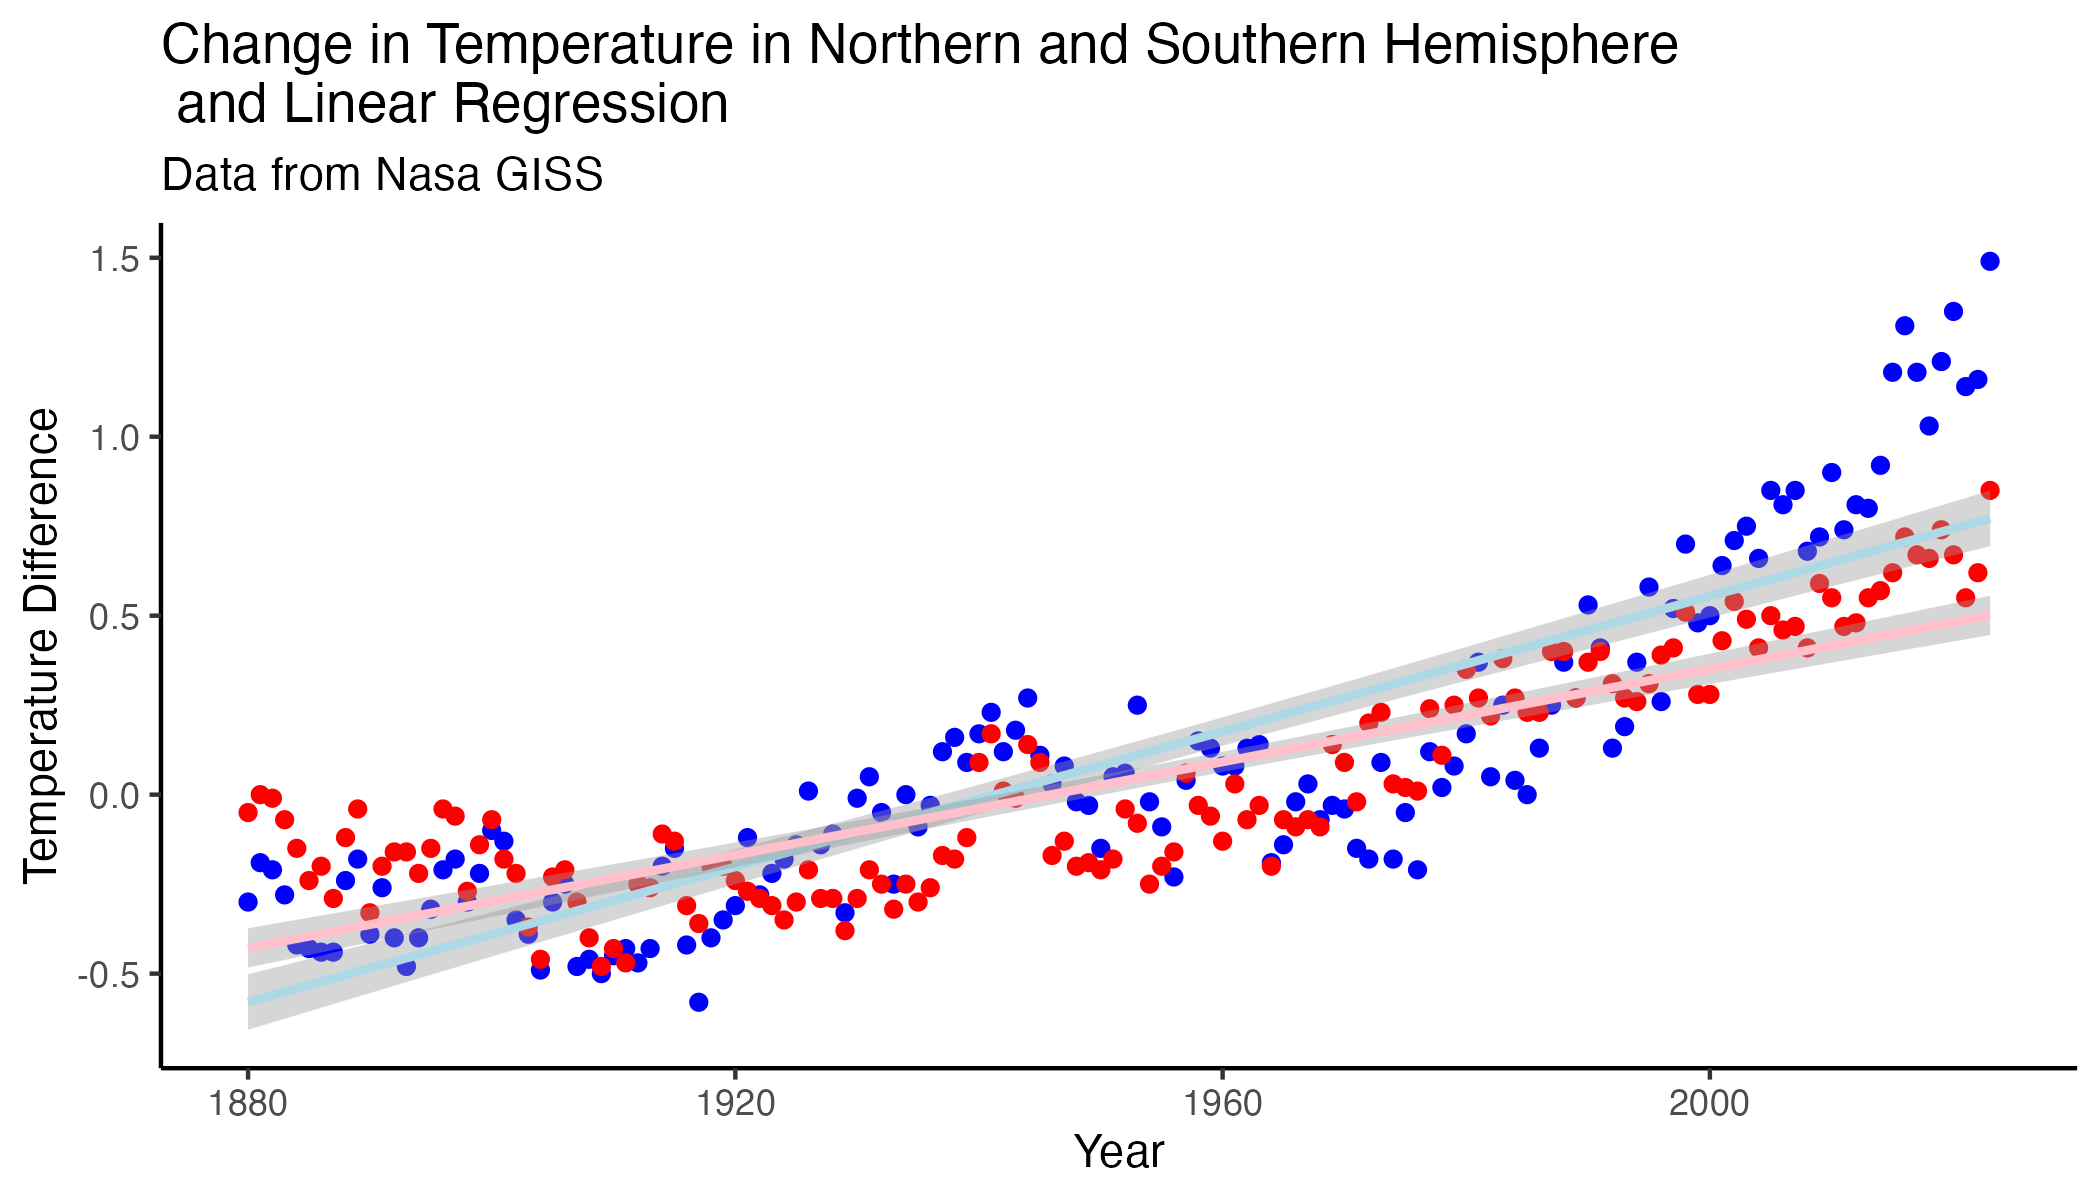 Change in Temperature in Northern and Southern Hemisphere
and Linear Regression
Data from Nasa GISS
Temperature Difference
1.5
1.0
0.5
0.0
-0.5
1880
1920
1960
2000
Year